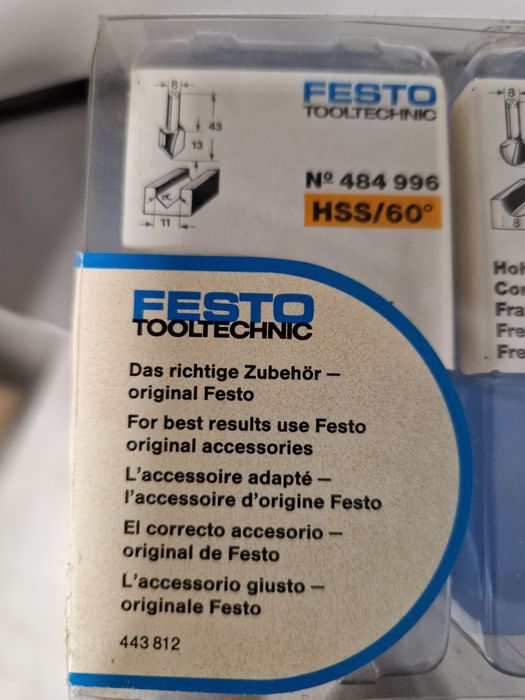 8
43
13
α
11
FESTO
TOOLTECHNIC
Nº 484 996
HSS/60°
8
8
FESTO
TOOLTECHNIC
Das richtige Zubehör –
original Festo
For best results use Festo
original accessories
L'accessoire adapté –
l'accessoire d'origine Festo
El correcto accesorio –
original de Festo
L'accessorio giusto –
originale Festo
443 812